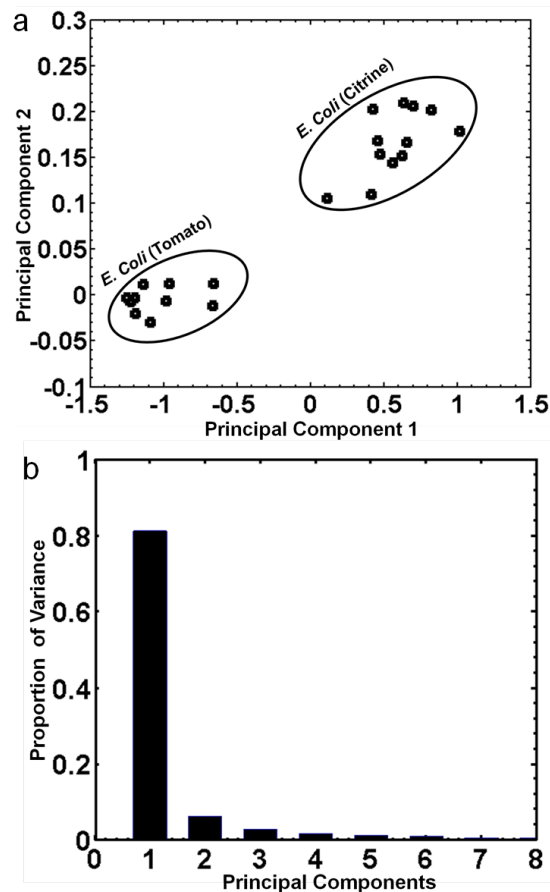 a
0.3
0.25
0.2
0.15
0.1
0.05
0
-0.05
-0.1
Principal Component 2
E. Coli (Citrine)
E. Coli (Tomato)
-1.5 -1 -0.5 0 0.5 1 1.5
Principal Component 1
b
1
0.8
0.6
0.4
0.2
0
Proportion of Variance
0 1 2 3 4 5 6 7 8
Principal Components